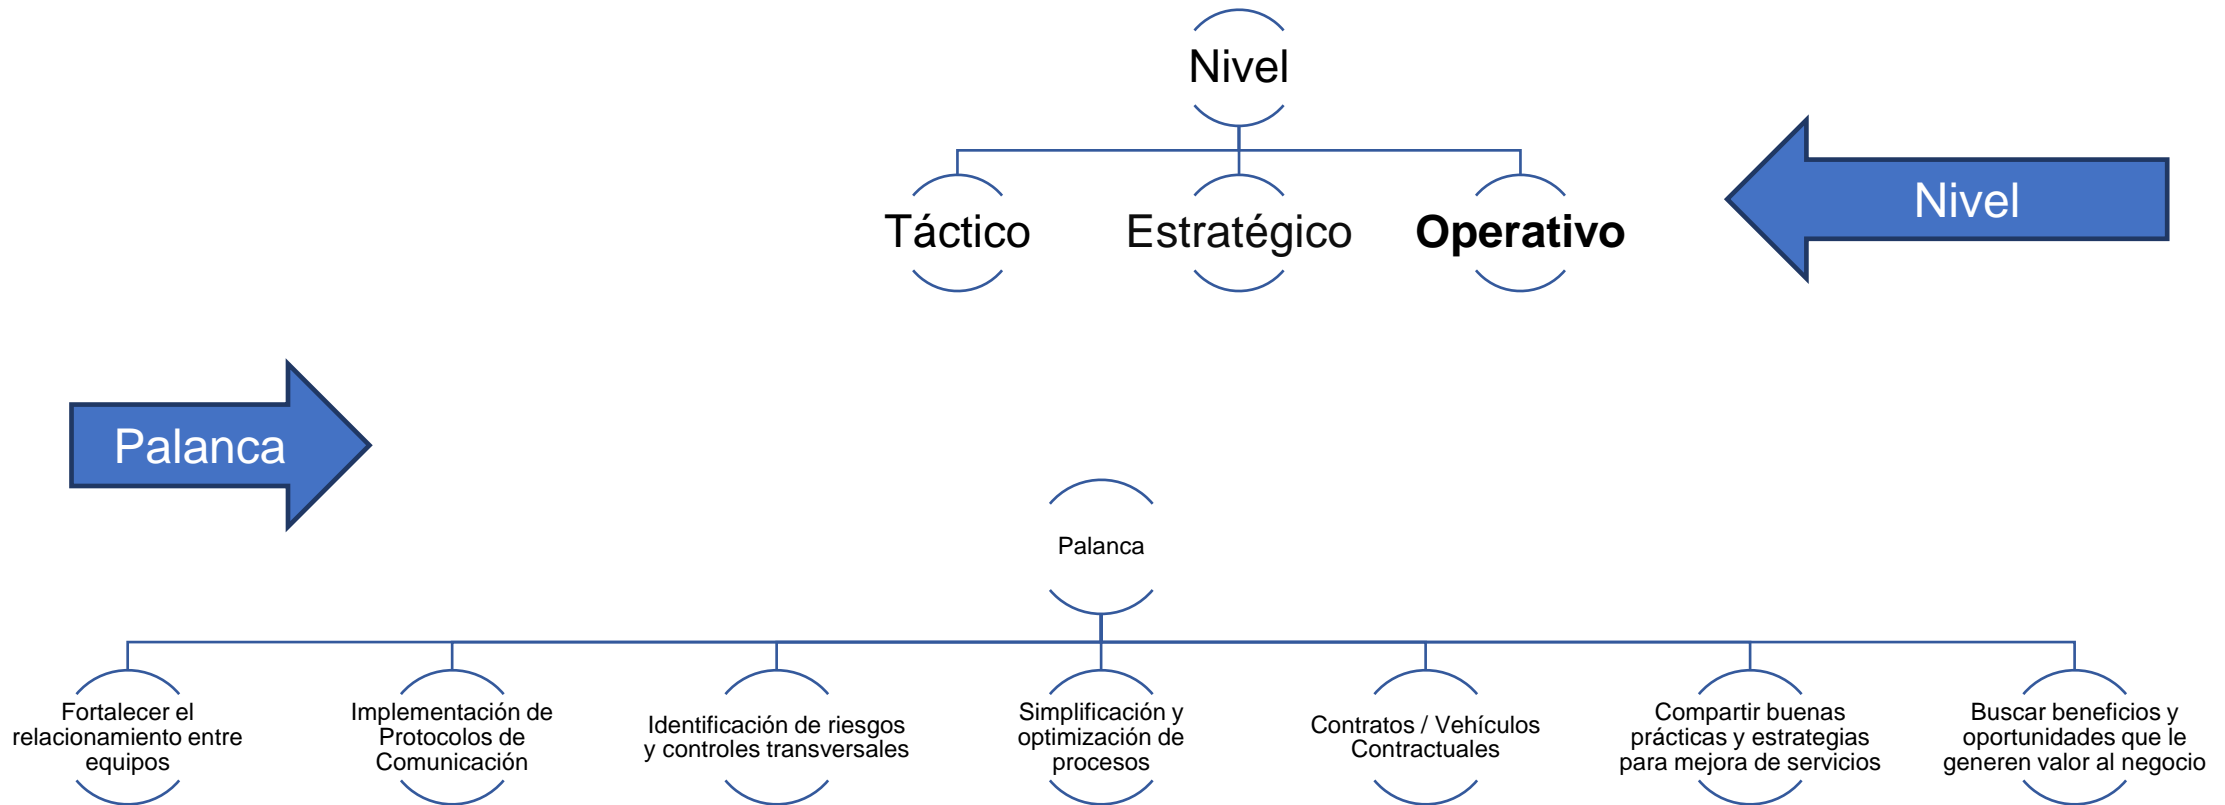 Nivel
Táctico
Estratégico
Operativo
Nivel
Palanca
Palanca
Fortalecer el
relacionamiento entre
equipos
Implementación de
Protocolos de
Comunicación
Identificación de riesgos
y controles transversales
Simplificación y
optimización de
procesos
Contratos / Vehículos
Contractuales
Compartir buenas
prácticas y estrategias
para mejora de servicios
Buscar beneficios y
oportunidades que le
generen valor al negocio